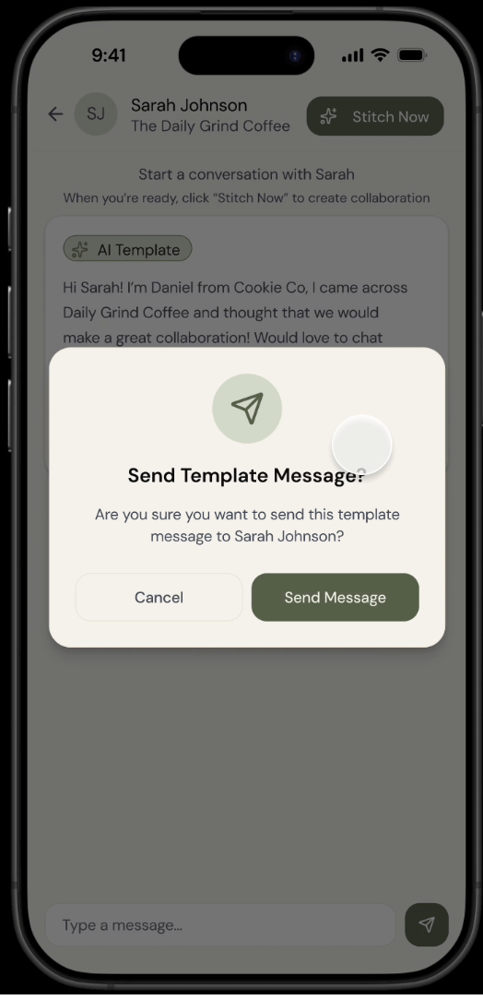 9:41
SJ
Sarah Johnson
The Daily Grind Coffee
Stitch Now
Start a conversation with Sarah
When you're ready, click “Stitch Now” to create collaboration
AI Template
Hi Sarah! I'm Daniel from Cookie Co, I came across
Daily Grind Coffee and thought that we would
make a great collaboration! Would love to chat
Send Template Message?
Are you sure you want to send this template
message to Sarah Johnson?
Cancel
Send Message
Type a message...